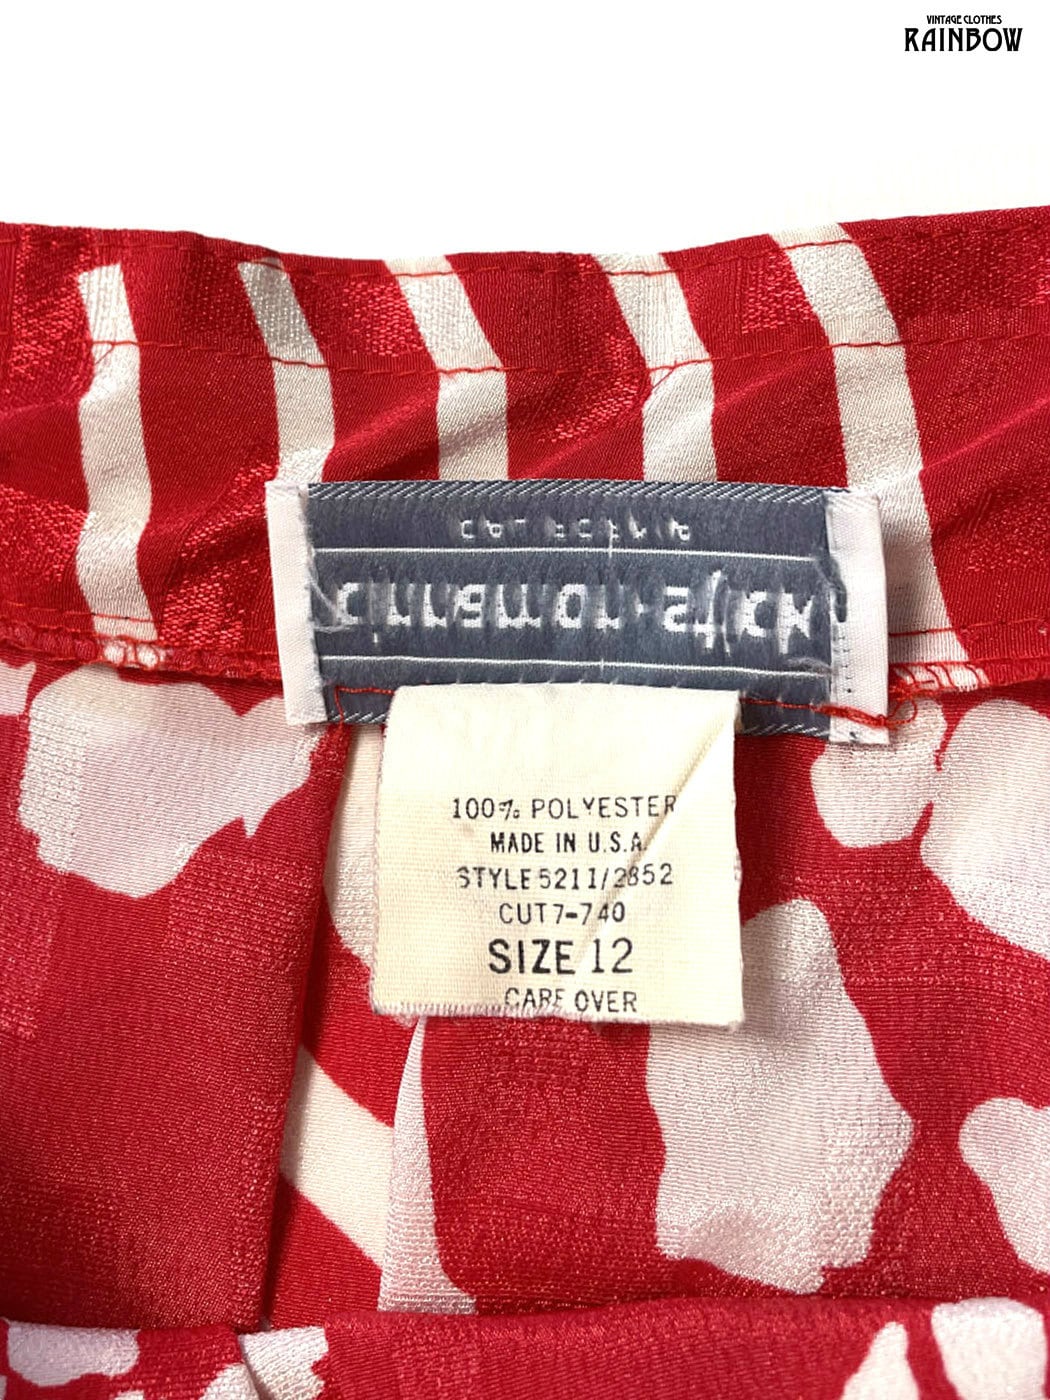 VINTAGE CLOTHES
RAINBOW
100% POLYESTER
MADE IN U.S.A.
STYLE 5211/2852
CUT 7-740
SIZE 12
CARE OVER